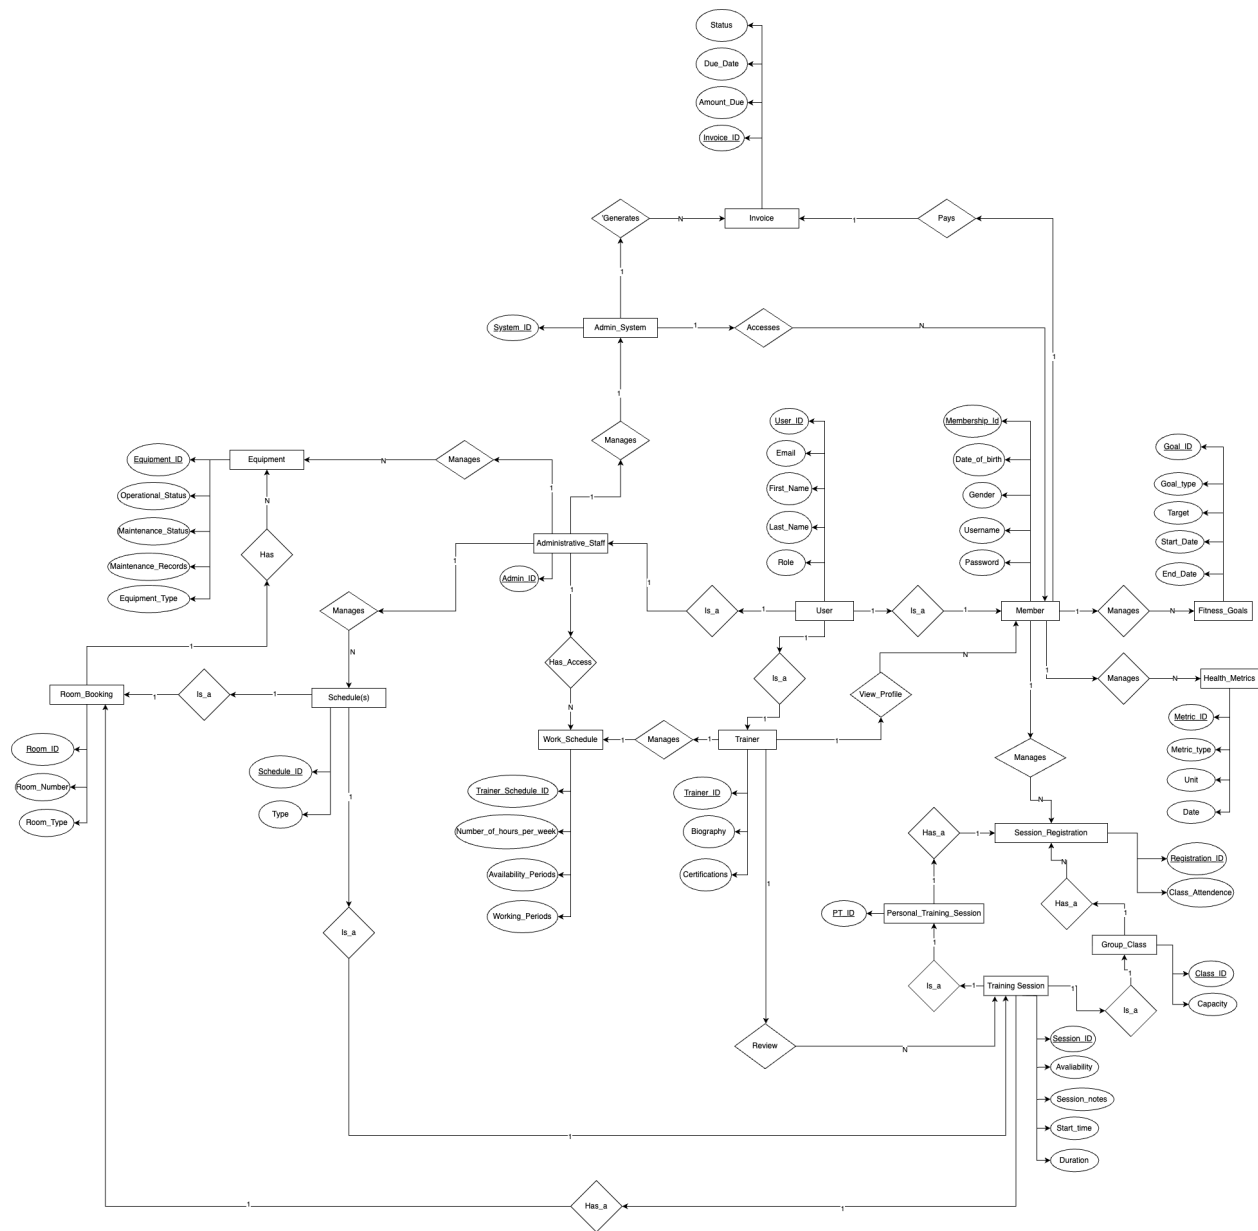 Status
Due_Date
Amount_Due
Invoice_ID
'Generates
N
Invoice
1
Pays
1
1
System_ID
Admin_System
1
Accesses
N
1
Manages
1
User_ID
Email
First_Name
Last_Name
Role
Membership_Id
Date_of_birth
Gender
Username
Password
Goal_ID
Goal_type
Target
Start_Date
End_Date
Equipment_ID
Equipment
N
Manages
1
Operational_Status
Maintenance_Status
Maintenance_Records
Equipment_Type
N
Has
1
Administrative_Staff
Admin_ID
1
1
1
Is_a
1
User
1
Is_a
1
Member
1
Manages
N
Fitness_Goals
Manages
N
Has_Access
N
1
Is_a
1
View_Profile
N
1
1
1
Manages
N
Health_Metrics
Room_Booking
1
Is_a
1
Schedule(s)
Work_Schedule
1
Manages
1
Trainer
1
Room_ID
Room_Number
Room_Type
Schedule_ID
Type
1
Trainer_Schedule_ID
Number_of_hours_per_week
Availability_Periods
Working_Periods
Trainer_ID
Biography
Certifications
1
Metric_ID
Metric_type
Unit
Date
Manages
N
Has_a
1
Session_Registration
Registration_ID
Class_Attendence
1
N
Has_a
1
PT_ID
Personal_Training_Session
1
Is_a
1
Group_Class
Class_ID
Capacity
1
Is_a
Training Session
1
Is_a
Review
N
Session_ID
Avaliability
Session_notes
Start_time
Duration
1
1
Has_a
1